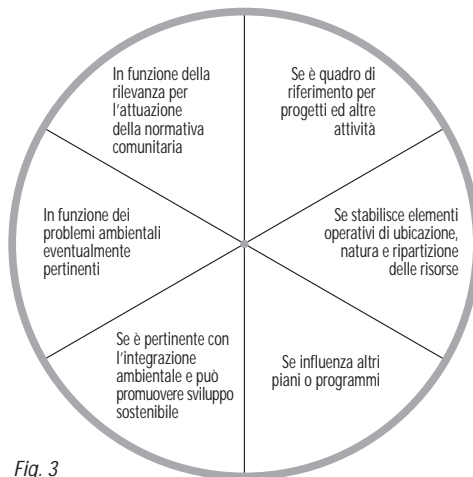 In funzione della
rilevanza per
l'attuazione
della normativa
comunitaria
Se è quadro di
riferimento per
progetti ed altre
attività
In funzione dei
problemi ambientali
eventualmente
pertinenti
Se stabilisce elementi
operativi di ubicazione,
natura e ripartizione
delle risorse
Se è pertinente con
l'integrazione
ambientale e può
promuovere sviluppo
sostenibile
Se influenza altri
piani o programmi
Fig. 3